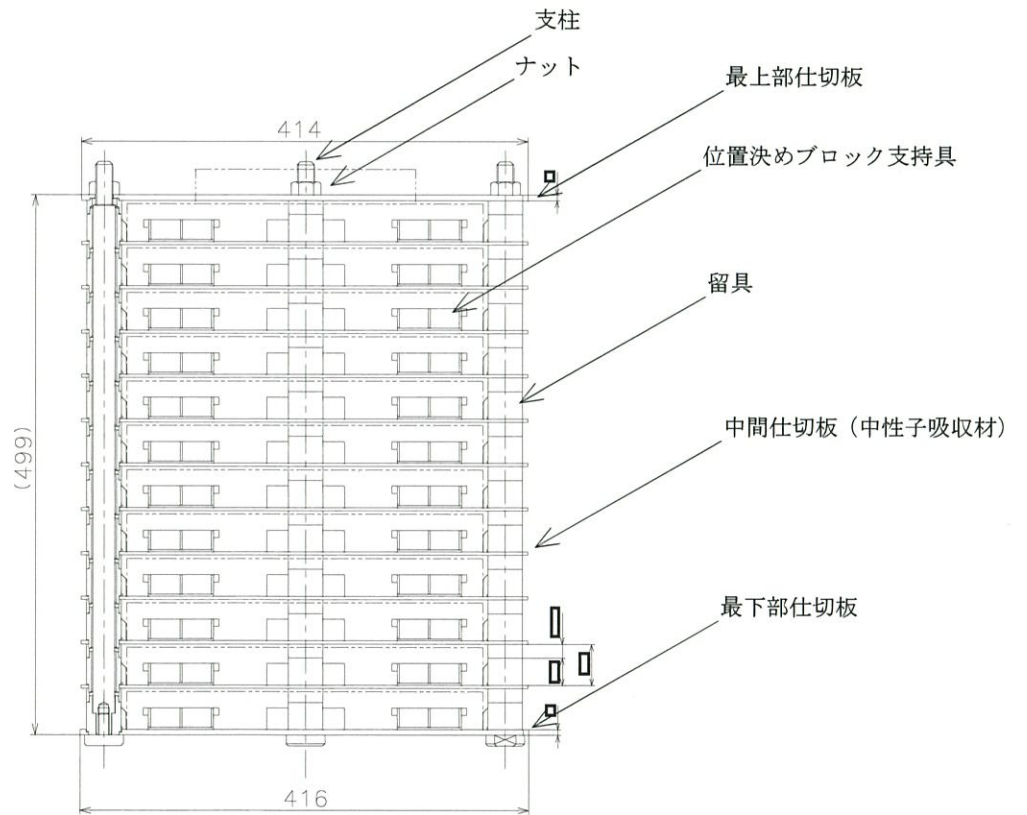 支柱
ナット
最上部仕切板
414
位置決めブロック支持具
留具
(499)
中間仕切板（中性子吸収材）
最下部仕切板
416